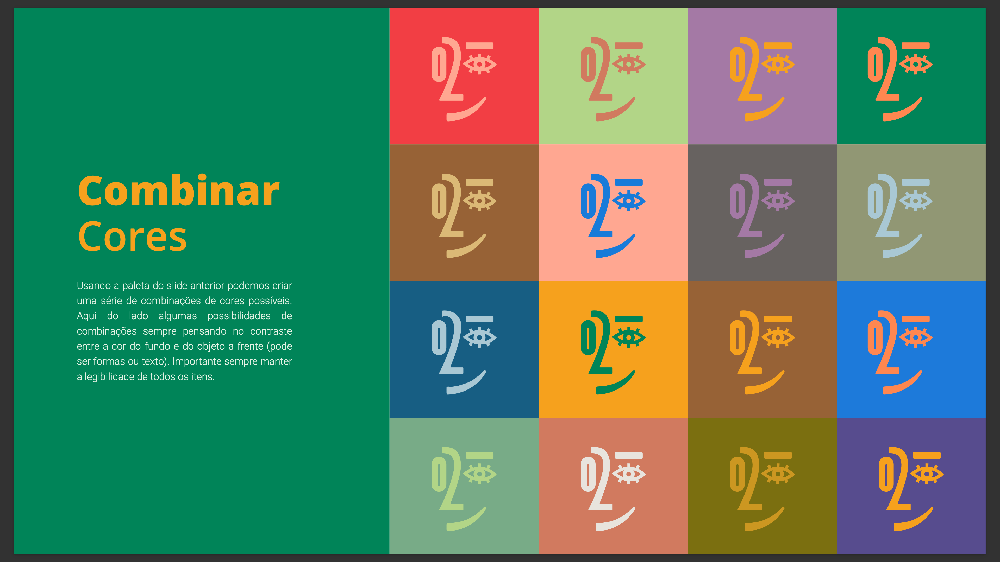 Combinar
Cores
Usando a paleta do slide anterior podemos criar
uma série de combinações de cores possíveis.
Aqui do lado algumas possibilidades de
combinações sempre pensando no contraste
entre a cor do fundo e do objeto a frente (pode
ser formas ou texto). Importante sempre manter
a legibilidade de todos os itens.